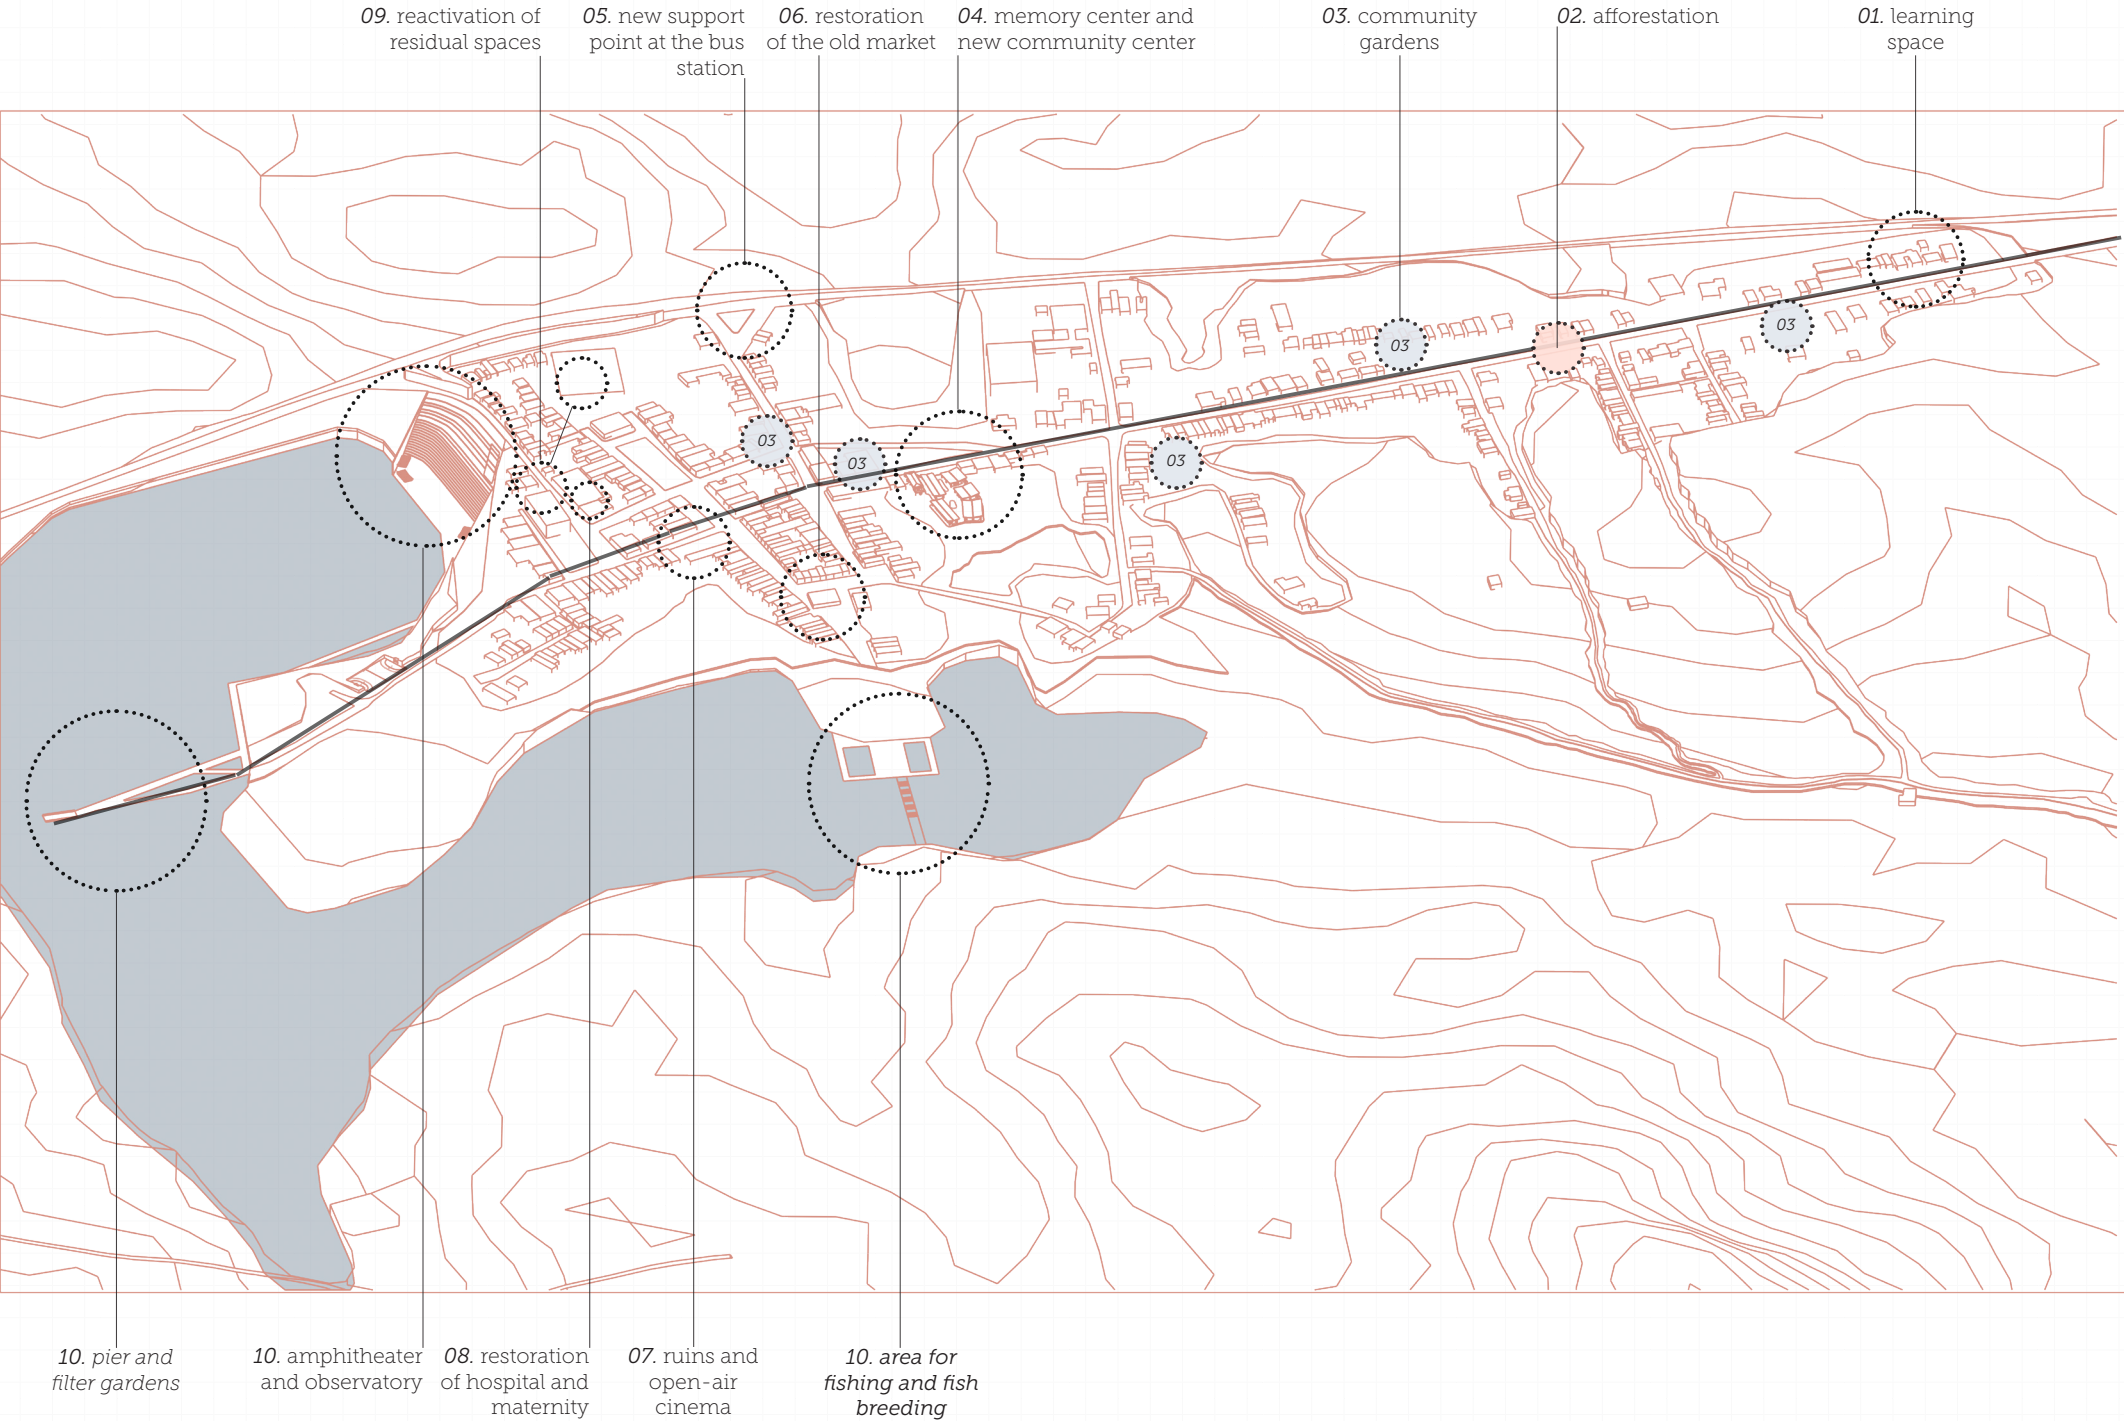 09. reactivation of
residual spaces
05. new support
point at the bus
station
06. restoration
of the old market
04. memory center and
new community center
03. community
gardens
02. afforestation
01. learning
space
03
03
03
03
03
10. pier and
filter gardens
10. amphitheater
and observatory
08. restoration
of hospital and
maternity
07. ruins and
open-air
cinema
10. area for
fishing and fish
breeding